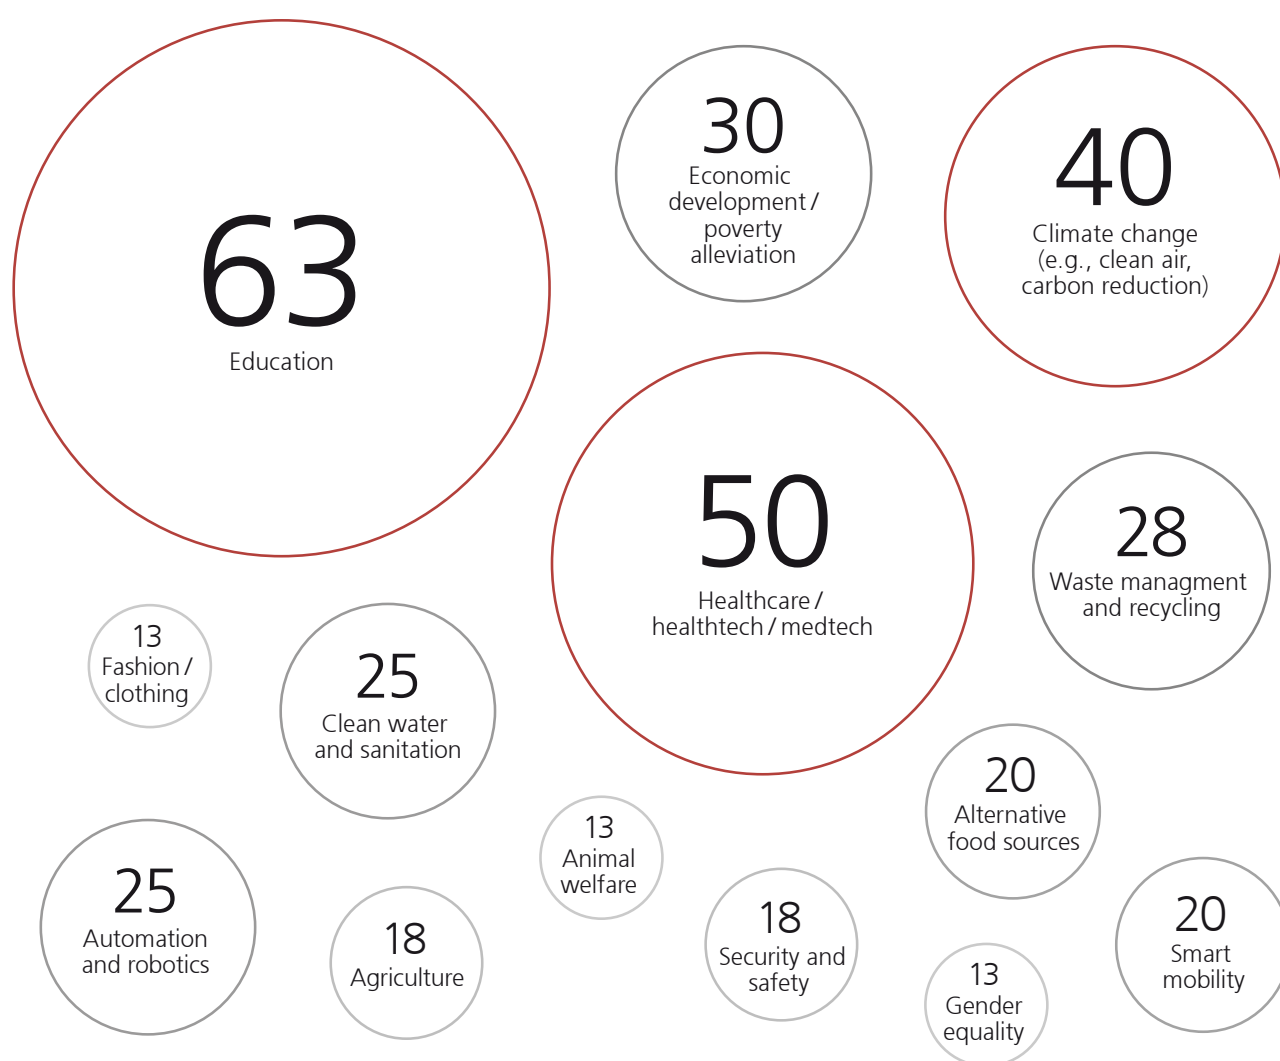 63
Education
30
Economic
development /
poverty
alleviation
40
Climate change
(e.g., clean air,
carbon reduction)
50
Healthcare /
healthtech / medtech
28
Waste managment
and recycling
13
Fashion /
clothing
25
Clean water
and sanitation
20
Alternative
food sources
13
Animal
welfare
25
Automation
and robotics
18
Agriculture
18
Security and
safety
20
Smart
mobility
13
Gender
equality